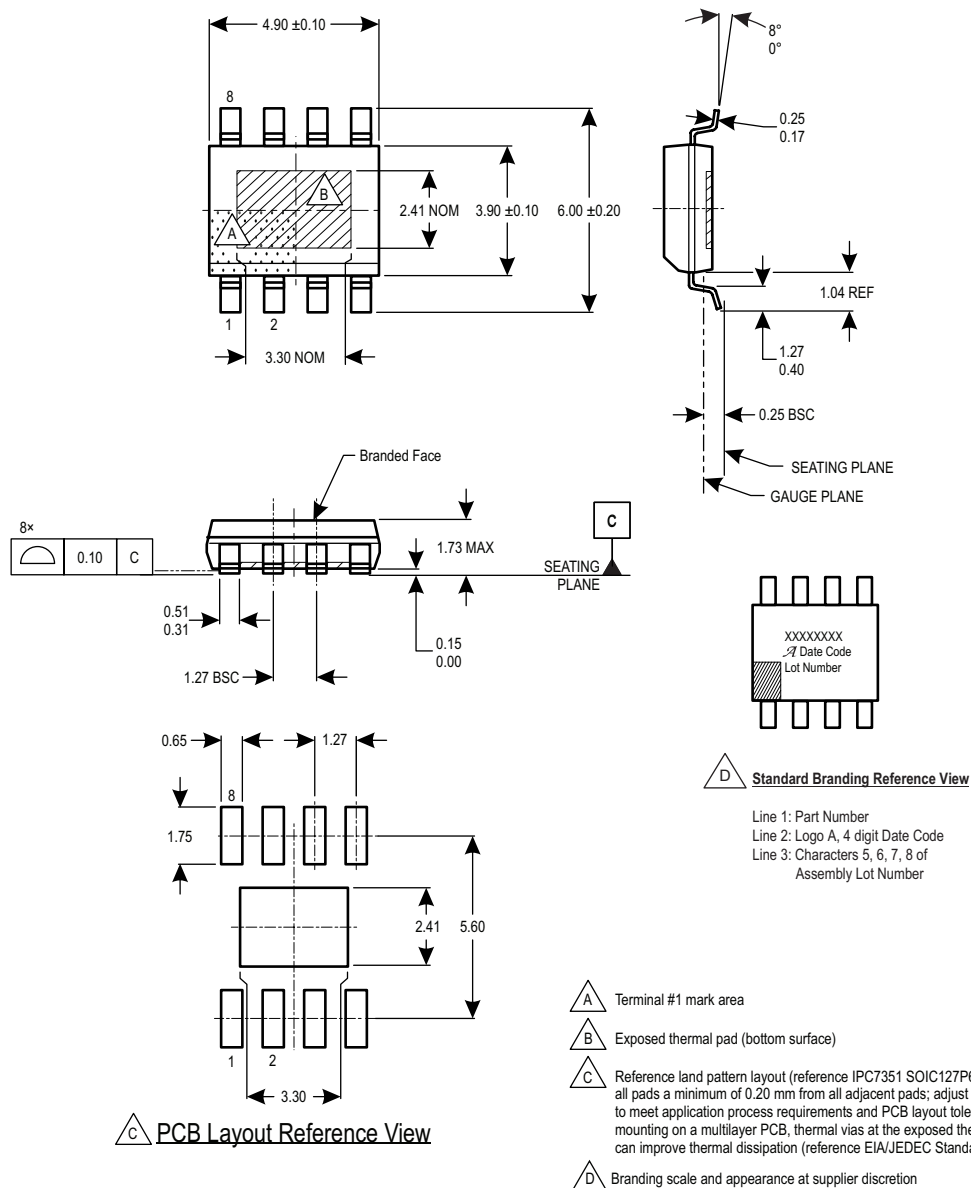 4.90 ±0.10
8°
0°
8
0.25
0.17
B
2.41 NOM
3.90 ±0.10
6.00 ±0.20
A
1.04 REF
1
2
3.30 NOM
1.27
0.40
0.25 BSC
SEATING PLANE
GAUGE PLANE
Branded Face
8×
0.10
C
C
1.73 MAX
SEATING
PLANE
0.51
0.31
0.15
0.00
1.27 BSC
XXXXXXXX
A Date Code
Lot Number
D Standard Branding Reference View
Line 1: Part Number
Line 2: Logo A, 4 digit Date Code
Line 3: Characters 5, 6, 7, 8 of
Assembly Lot Number
0.65
1.27
8
1.75
2.41
5.60
1
2
3.30
C PCB Layout Reference View
A Terminal #1 mark area
B Exposed thermal pad (bottom surface)
C Reference land pattern layout (reference IPC7351 SOIC127P6
all pads a minimum of 0.20 mm from all adjacent pads; adjust
to meet application process requirements and PCB layout tole
mounting on a multilayer PCB, thermal vias at the exposed the
can improve thermal dissipation (reference EIA/JEDEC Standa
D Branding scale and appearance at supplier discretion